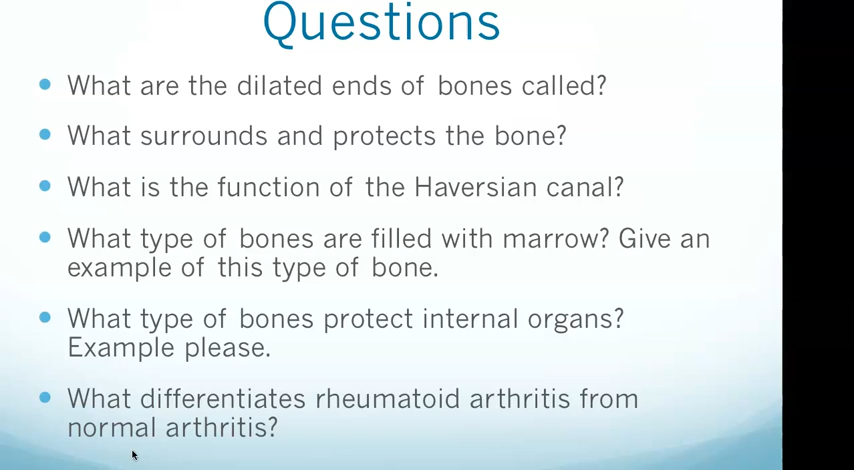 Questions
• What are the dilated ends of bones called?
• What surrounds and protects the bone?
• What is the function of the Haversian canal?
• What type of bones are filled with marrow? Give an
example of this type of bone.
• What type of bones protect internal organs?
Example please.
• What differentiates rheumatoid arthritis from
normal arthritis?